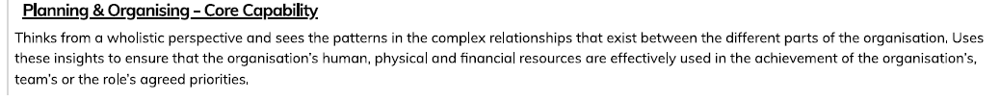 Planning & Organising – Core Capability
Thinks from a wholistic perspective and sees the patterns in the complex relationships that exist between the different parts of the organisation. Uses
these insights to ensure that the organisation's human, physical and financial resources are effectively used in the achievement of the organisation's,
team's or the role's agreed priorities.